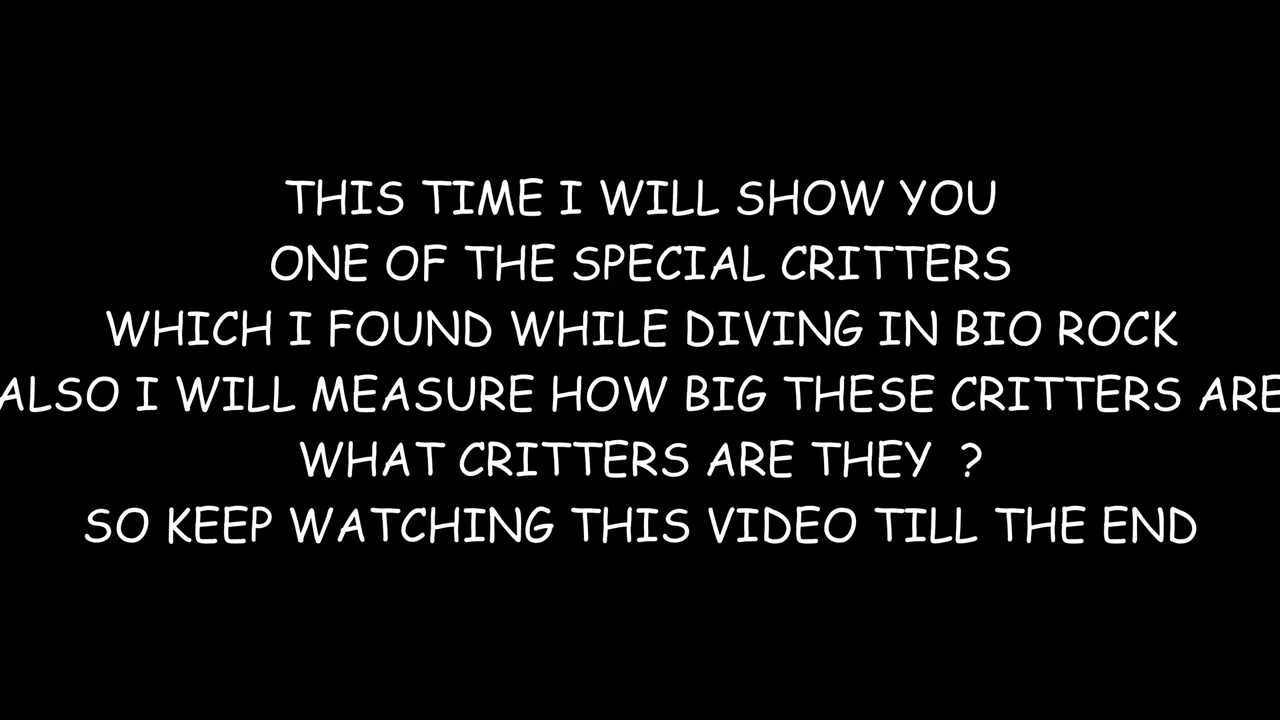 THIS TIME I WILL SHOW YOU
ONE OF THE SPECIAL CRITTERS
WHICH I FOUND WHILE DIVING IN BIO ROCK
ALSO I WILL MEASURE HOW BIG THESE CRITTERS ARE
WHAT CRITTERS ARE THEY ?
SO KEEP WATCHING THIS VIDEO TILL THE END